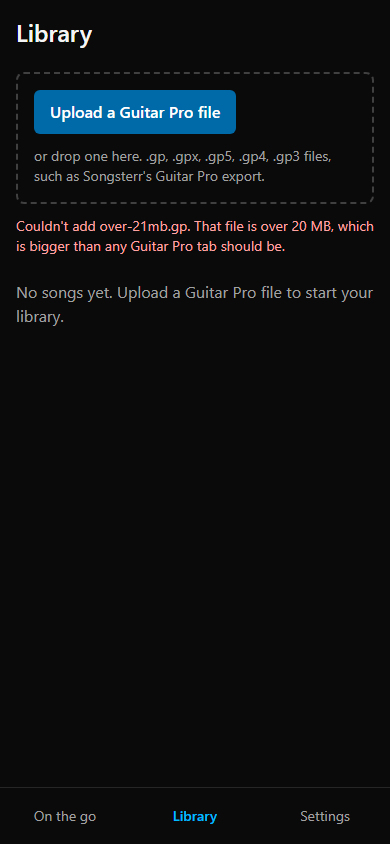 Library
Upload a Guitar Pro file
or drop one here. .gp, .gpx, .gp5, .gp4, .gp3 files,
such as Songsterr's Guitar Pro export.
Couldn't add over-21mb.gp. That file is over 20 MB, which
is bigger than any Guitar Pro tab should be.
No songs yet. Upload a Guitar Pro file to start your
library.
On the go
Library
Settings